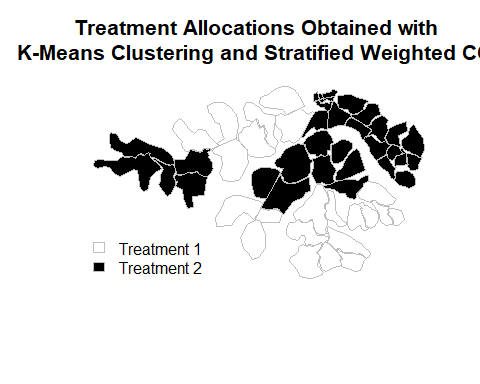 Treatment Allocations Obtained with
K-Means Clustering and Stratified Weighted
Treatment 1
Treatment 2